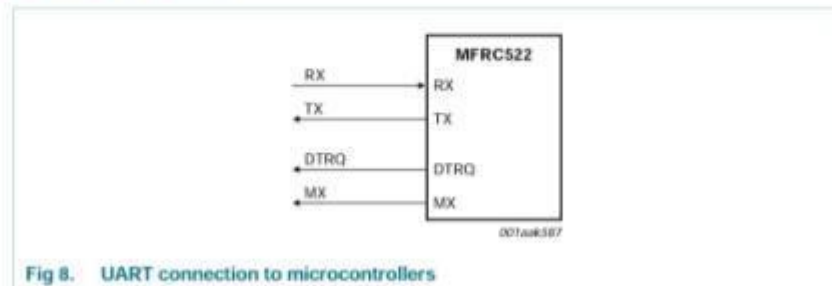 MFRC522
RX
RX
TX
TX
DTRQ
DTRQ
MX
MX
001aak587
Fig 8. UART connection to microcontrollers